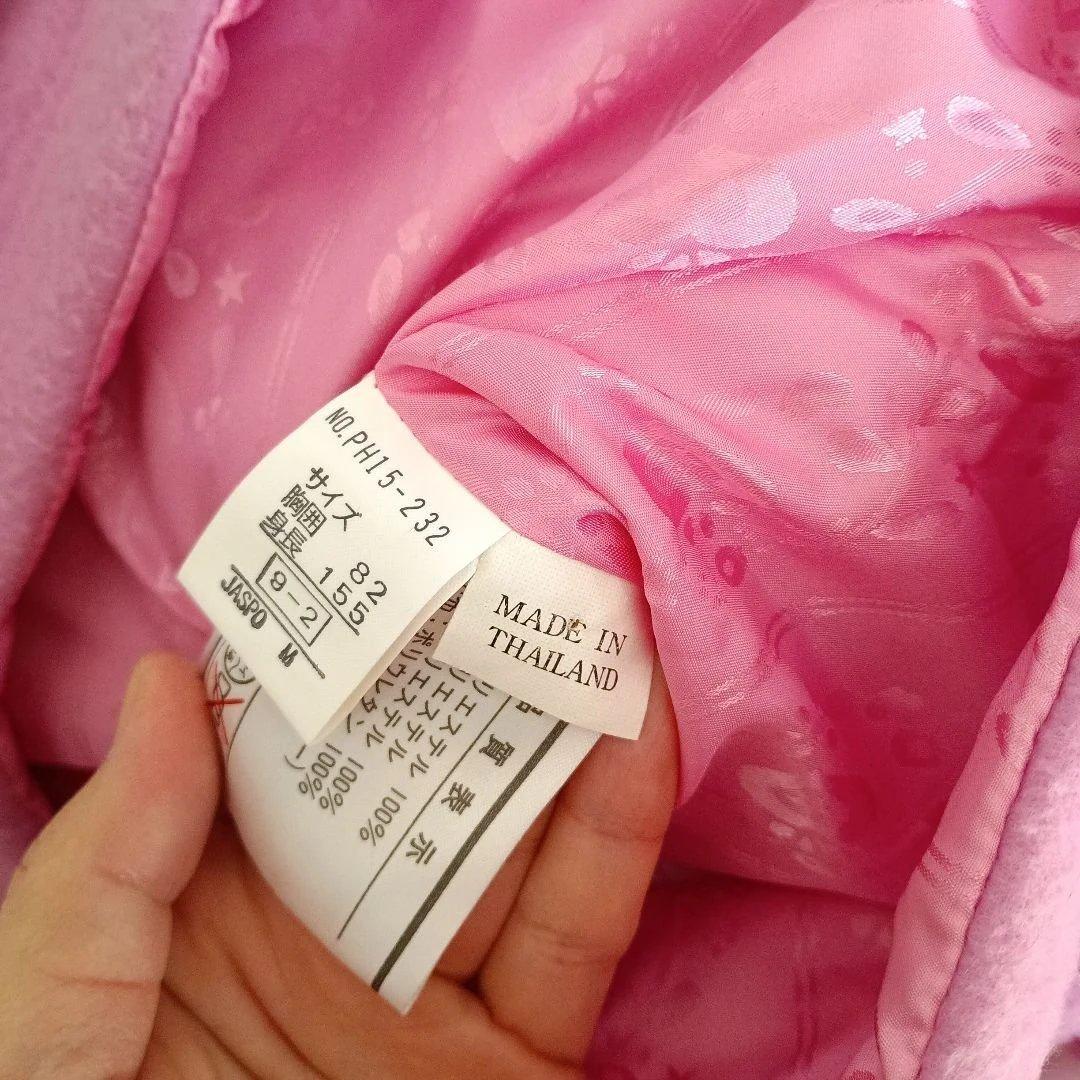 NO.PH15-232
サイズ
胸囲 82
身長 155
9-2
JASPO M
MADE IN
THAILAND
品質表示
リエステル 100%
リエステル 100%
ポリウレタン 100%